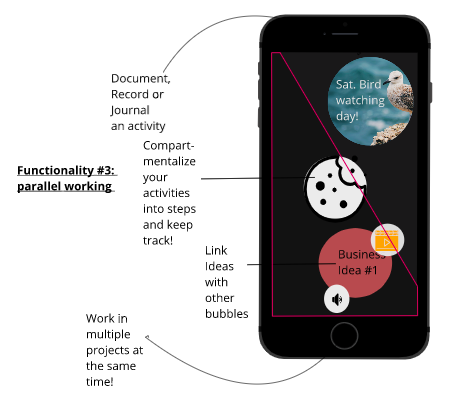 Document,
Record or
Journal
an activity
Compart-
mentalize
your
activities
into steps
and keep
track!
Functionality #3:
parallel working
Link
Ideas
with
other
bubbles
Work in
multiple
projects at
the same
time!
Sat. Bird
watching
day!
Business
Idea #1